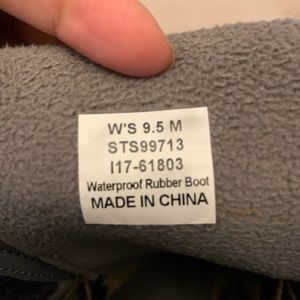 W'S 9.5 M
STS99713
I17-61803
Waterproof Rubber Boot
MADE IN CHINA